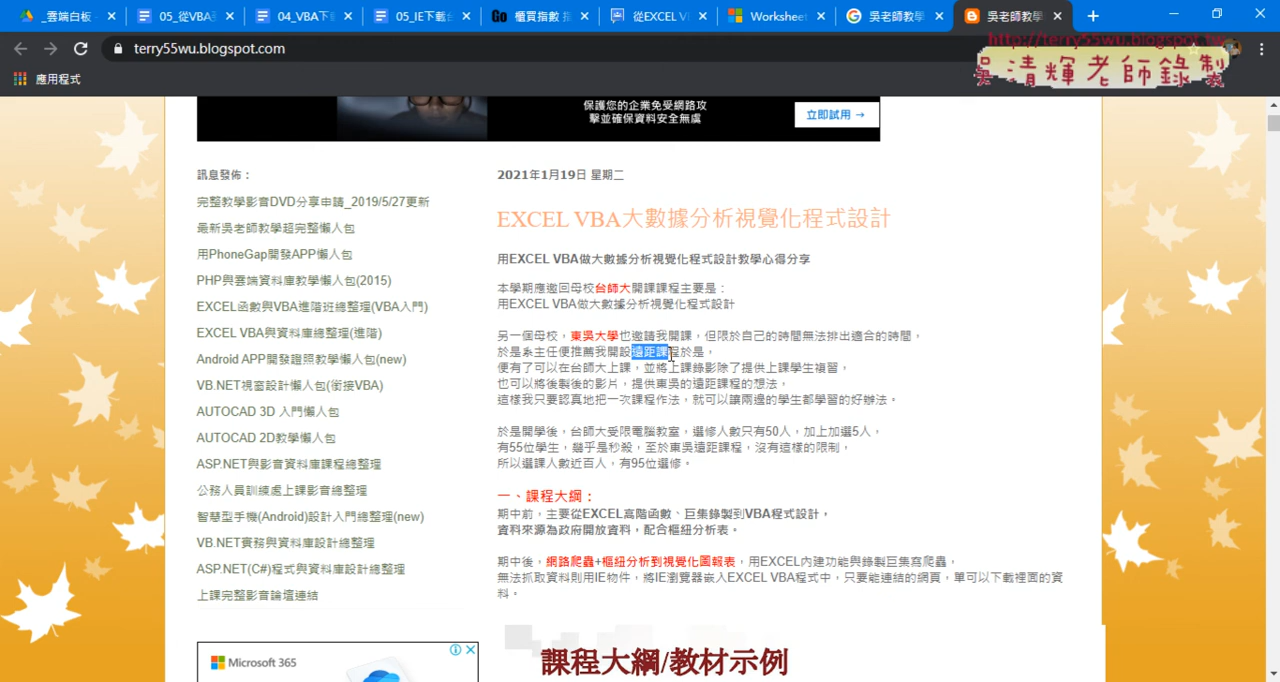 _雲端白板
05_從VBA
04_VBA下
05_IE下載
櫃買指數
從EXCEL V
Worksheet
吳老師教學
吳老師教學
terry55wu.blogspot.com
http://terry55wu.blogspot.tw
吳清輝老師錄製
應用程式
保護您的企業免受網路攻
擊並確保資料安全無虞
立即試用 →
訊息發佈：
完整教學影音DVD分享申請_2019/5/27更新
最新吳老師教學超完整懶人包
用PhoneGap開發APP懶人包
PHP與雲端資料庫教學懶人包(2015)
EXCEL函數與VBA進階班總整理(VBA入門)
EXCEL VBA與資料庫總整理(進階)
Android APP開發證照教學懶人包(new)
VB.NET視窗設計懶人包(銜接VBA)
AUTOCAD 3D 入門懶人包
AUTOCAD 2D教學懶人包
ASP.NET與影音資料庫課程總整理
公務人員訓練處上課影音總整理
智慧型手機(Android)設計入門總整理(new)
VB.NET實務與資料庫設計總整理
ASP.NET(C#)程式與資料庫設計總整理
上課完整影音論壇連結
Microsoft 365
2021年1月19日 星期二
EXCEL VBA大數據分析視覺化程式設計
用EXCEL VBA做大數據分析視覺化程式設計教學心得分享
本學期應邀回母校台師大開課課程主要是：
用EXCEL VBA做大數據分析視覺化程式設計
另一個母校，東吳大學也邀請我開課，但限於自己的時間無法排出適合的時間，
於是系主任便推薦我開設遠距課程於是，
便有了可以在台師大上課，並將上課錄影除了提供上課學生複習，
也可以將後製後的影片，提供東吳的遠距課程的想法，
這樣我只要認真地把一次課程作法，就可以讓兩邊的學生都學習的好辦法。
於是開學後，台師大受限電腦教室，選修人數只有50人，加上加選5人，
有55位學生，幾乎是秒殺，至於東吳遠距課程，沒有這樣的限制，
所以選課人數近百人，有95位選修。
一、課程大綱：
期中前，主要從EXCEL高階函數、巨集錄製到VBA程式設計，
資料來源為政府開放資料，配合樞紐分析表。
期中後，網路爬蟲+樞紐分析到視覺化圖報表，用EXCEL內建功能與錄製巨集寫爬蟲，
無法抓取資料則用IE物件，將IE瀏覽器嵌入EXCEL VBA程式中，只要能連結的網頁，單可以下載裡面的資
料。
課程大綱/教材示例